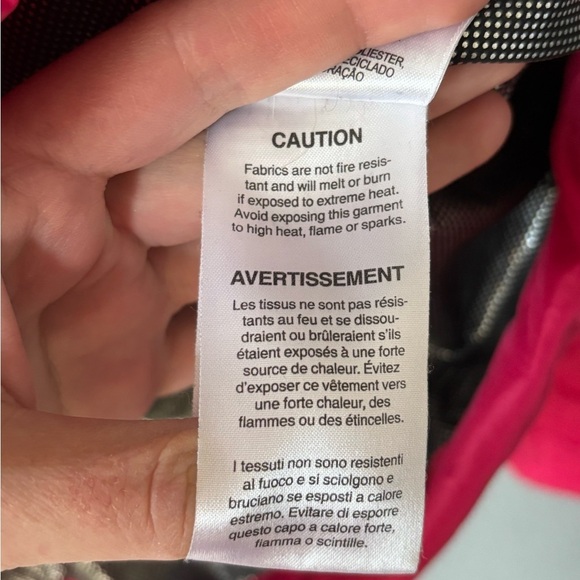 CICLADO
RAÇÃO
CAUTION
Fabrics are not fire resis-
tant and will melt or burn
if exposed to extreme heat.
Avoid exposing this garment
to high heat, flame or sparks.
AVERTISSEMENT
Les tissus ne sont pas résis-
tants au feu et se dissou-
draient ou brûleraient s'ils
étaient exposés à une forte
source de chaleur. Évitez
d'exposer ce vêtement vers
une forte chaleur, des
flammes ou des étincelles.
I tessuti non sono resistenti
al fuoco e si sciolgono e
bruciano se esposti a calore
estremo. Evitare di esporre
questo capo a calore forte,
fiamma o scintille.